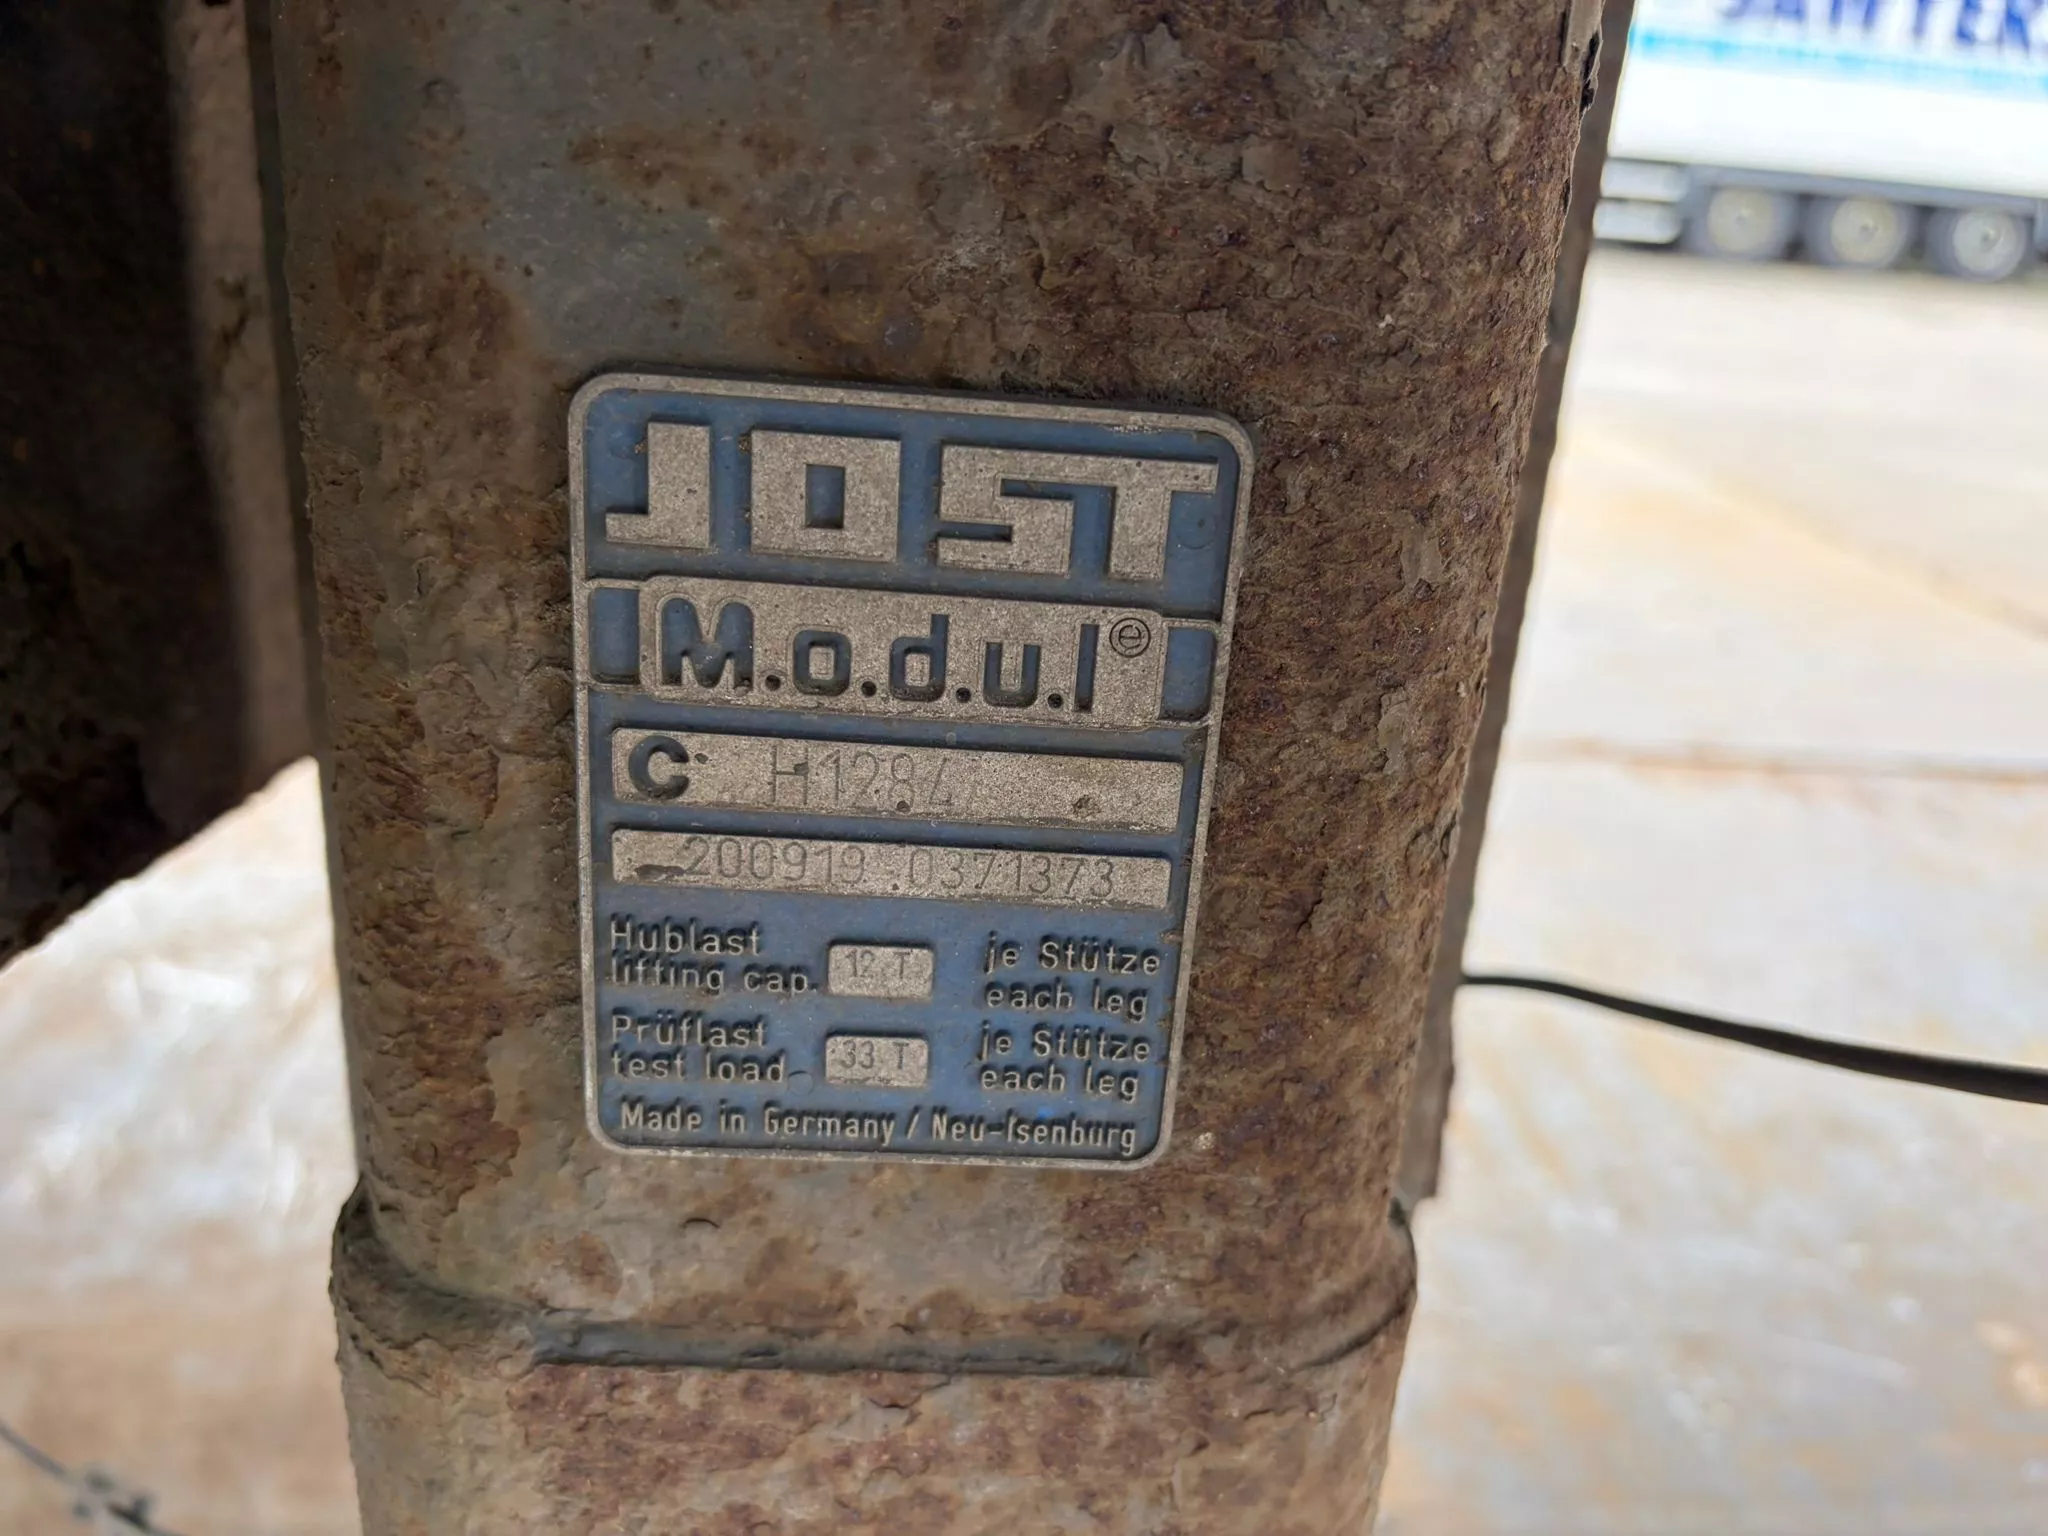 JOST
M.o.d.u.l ⓔ
C H1284
200919 0371373
Hublast
lifting cap. 12 T je Stütze
each leg
Prüflast
test load 33 T je Stütze
each leg
Made in Germany / Neu-Isenburg